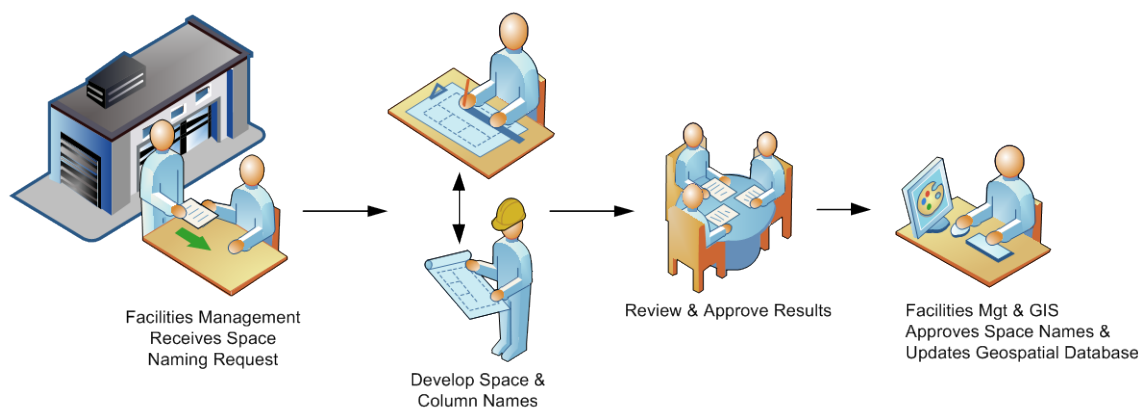 Facilities Management
Receives Space
Naming Request
Develop Space &
Column Names
Review & Approve Results
Facilities Mgt & GIS
Approves Space Names &
Updates Geospatial Database